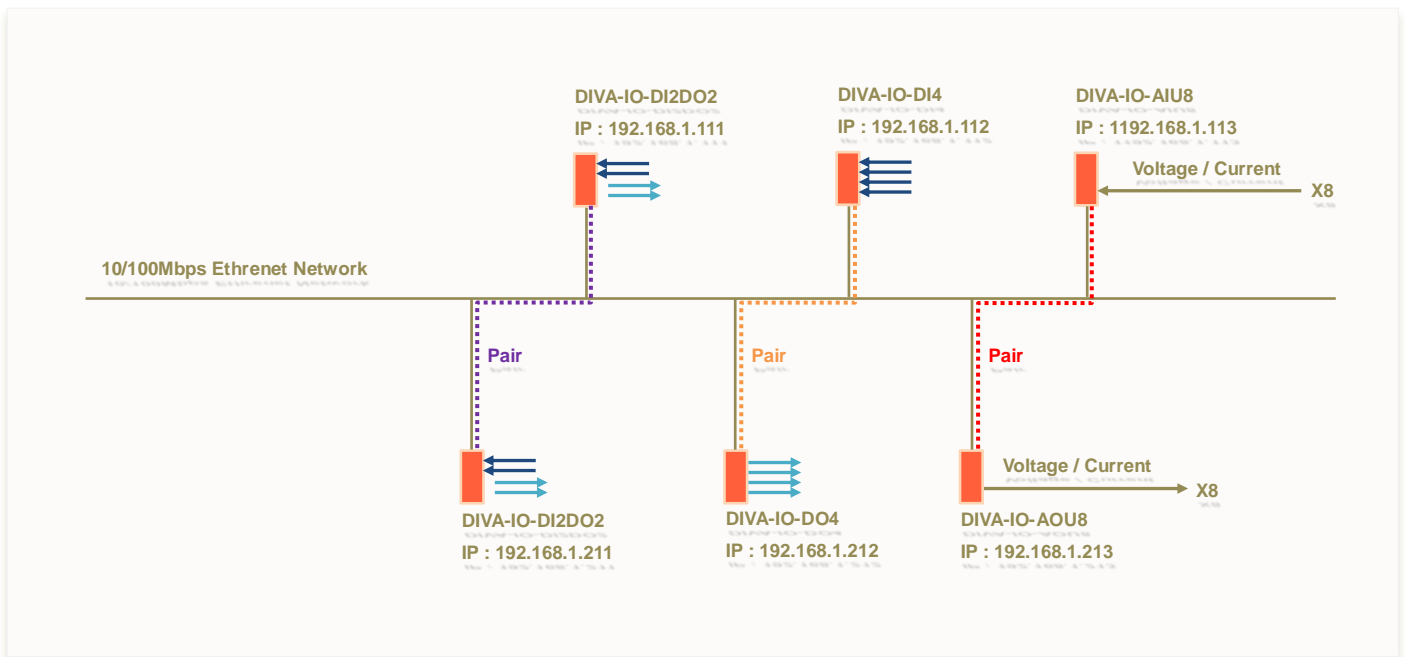 DIVA-IO-DI2DO2
IP : 192.168.1.111
DIVA-IO-DI4
IP : 192.168.1.112
DIVA-IO-AIU8
IP : 1192.168.1.113
Voltage / Current
X8
10/100Mbps Ethrenet Network
Pair
Pair
Pair
Voltage / Current
X8
DIVA-IO-DI2DO2
IP : 192.168.1.211
DIVA-IO-DO4
IP : 192.168.1.212
DIVA-IO-AOU8
IP : 192.168.1.213